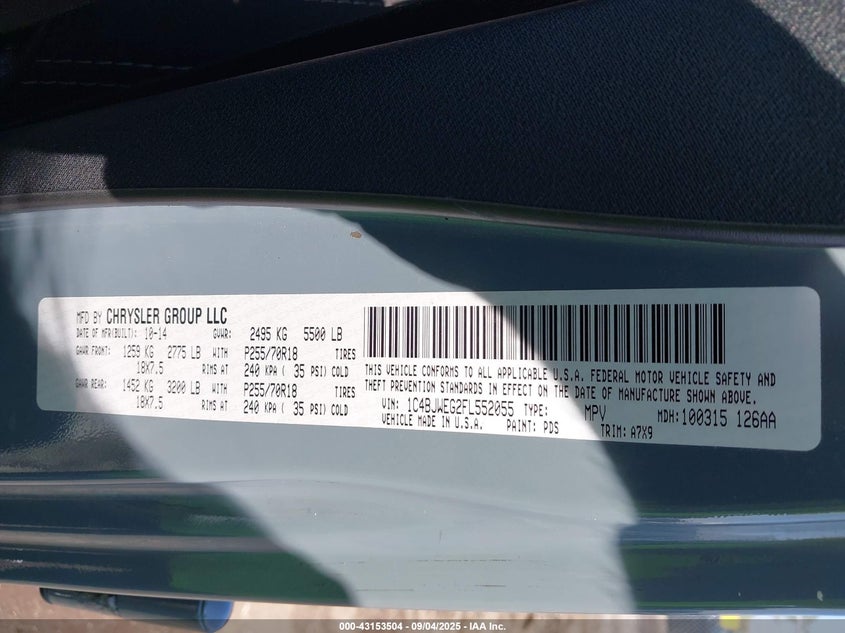 MFD BY CHRYSLER GROUP LLC
DATE OF MFR(BUILT): 10-14 GVWR: 2495 KG 5500 LB
GAWR FRONT: 1259 KG 2775 LB WITH P255/70R18 TIRES
18X7.5 RIMS AT 240 KPA ( 35 PSI) COLD
GAWR REAR: 1452 KG 3200 LB WITH P255/70R18 TIRES
18X7.5 RIMS AT 240 KPA ( 35 PSI) COLD
THIS VEHICLE CONFORMS TO ALL APPLICABLE U.S.A. FEDERAL MOTOR VEHICLE SAFETY AND
THEFT PREVENTION STANDARDS IN EFFECT ON THE DATE OF MANUFACTURE SHOWN ABOVE.
VIN: 1C4BJWEG2FL552055 TYPE: MPV MDH: 100315 126AA
VEHICLE MADE IN U.S.A. PAINT: PDS TRIM: A7X9
000-43153504 - 09/04/2025 - IAA Inc.